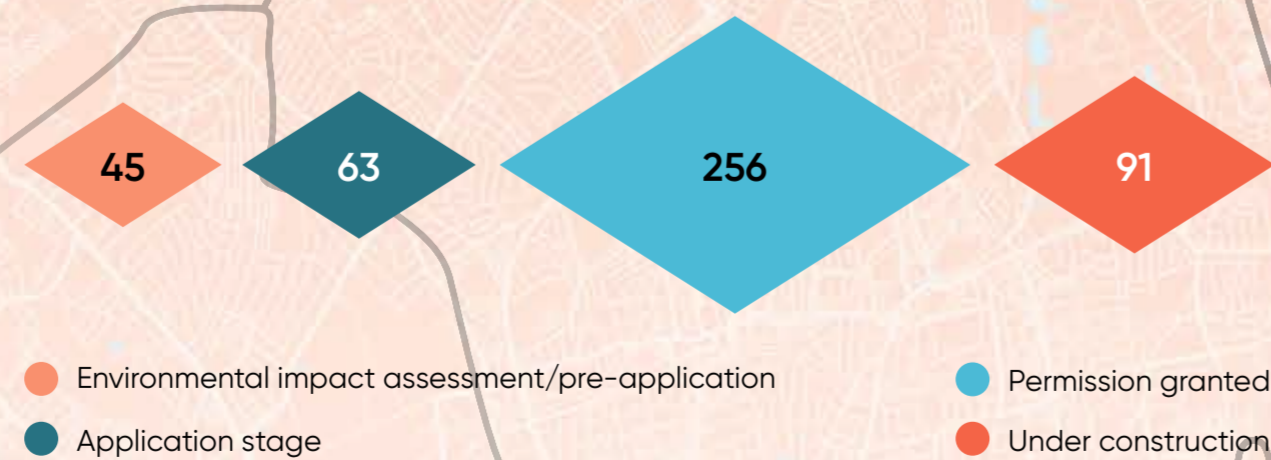 45
63
256
91
Environmental impact assessment/pre-application
Permission granted
Application stage
Under construction